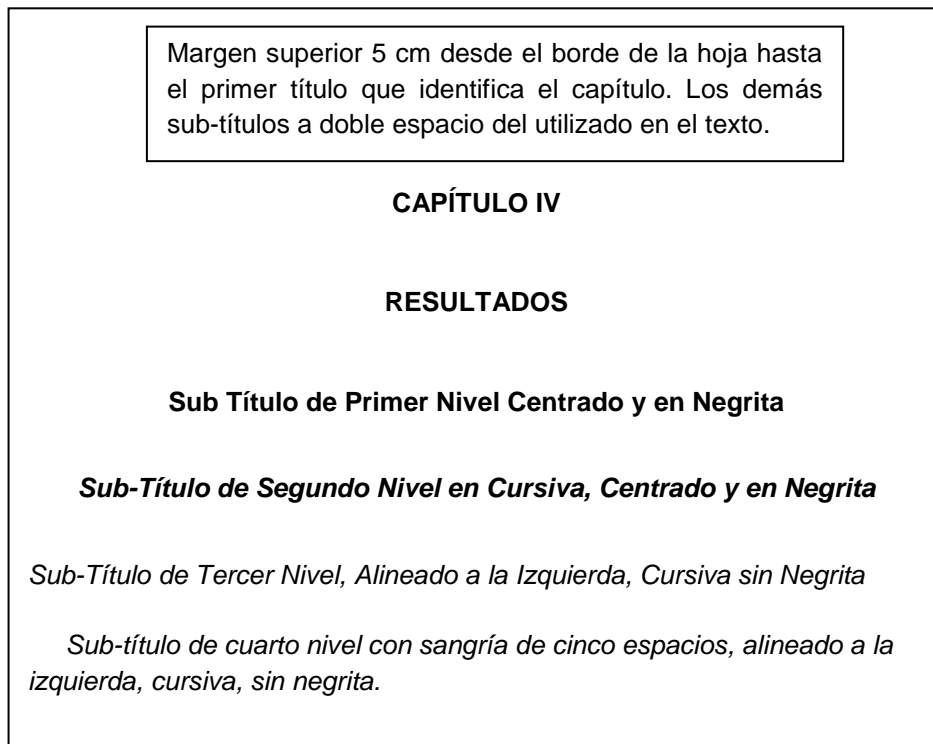 Margen superior 5 cm desde el borde de la hoja hasta
el primer título que identifica el capítulo. Los demás
sub-títulos a doble espacio del utilizado en el texto.
CAPÍTULO IV
RESULTADOS
Sub Título de Primer Nivel Centrado y en Negrita
Sub-Título de Segundo Nivel en Cursiva, Centrado y en Negrita
Sub-Título de Tercer Nivel, Alineado a la Izquierda, Cursiva sin Negrita
Sub-título de cuarto nivel con sangría de cinco espacios, alineado a la
izquierda, cursiva, sin negrita.